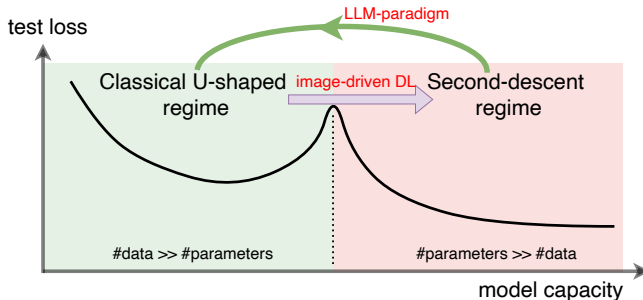 LLM-paradigm
test loss
Classical U-shaped
regime
image-driven DL
Second-descent
regime
#data >> #parameters
#parameters >> #data
model capacity